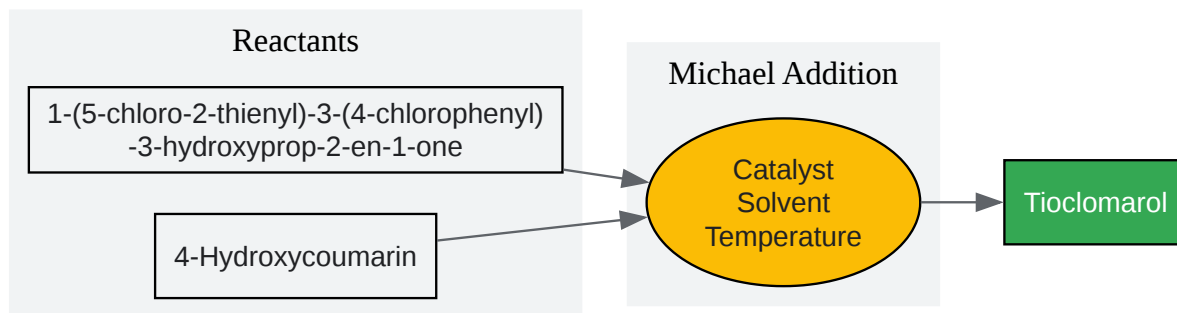 Reactants
1-(5-chloro-2-thienyl)-3-(4-chlorophenyl)
-3-hydroxyprop-2-en-1-one
4-Hydroxycoumarin
Michael Addition
Catalyst
Solvent
Temperature
Tioclomarol